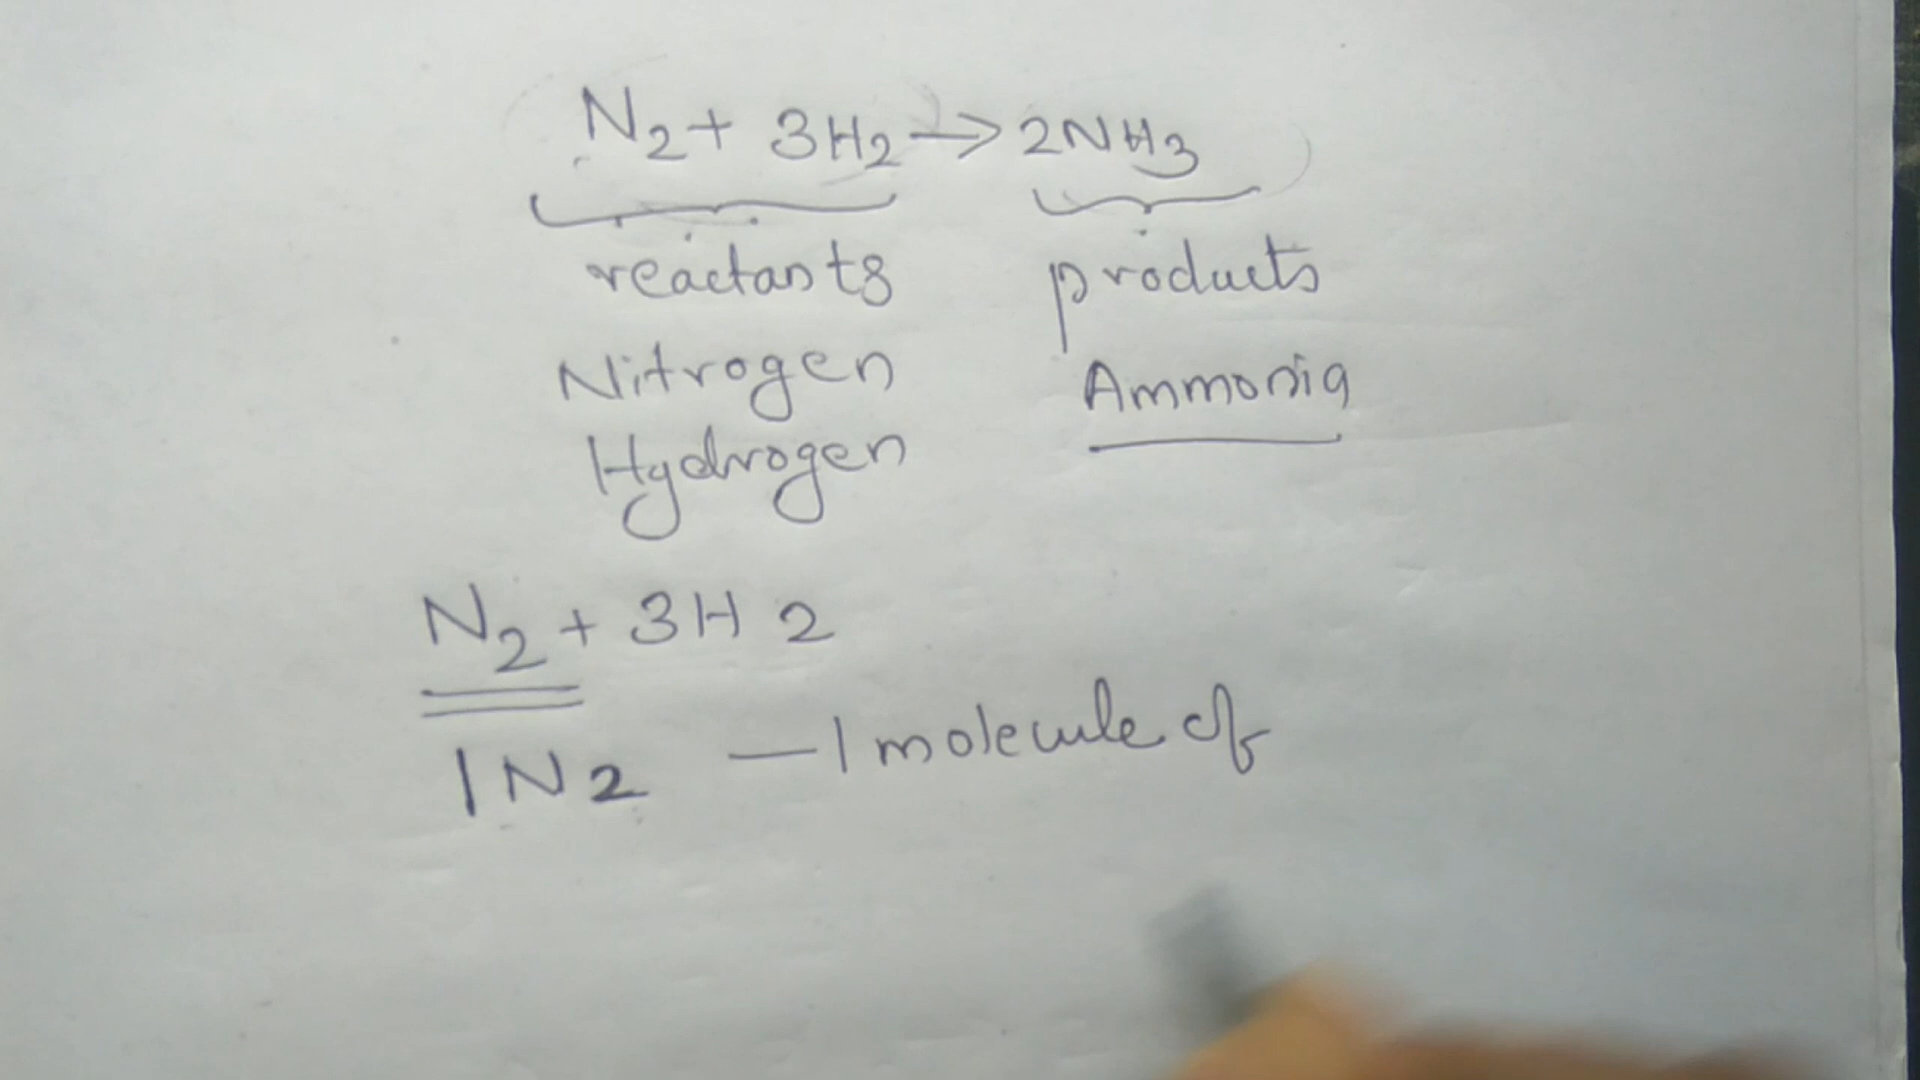 N₂ + 3H₂ → 2NH₃
reactants products
Nitrogen Ammonia
Hydrogen
N₂ + 3H 2
1N2 — 1 molecule of